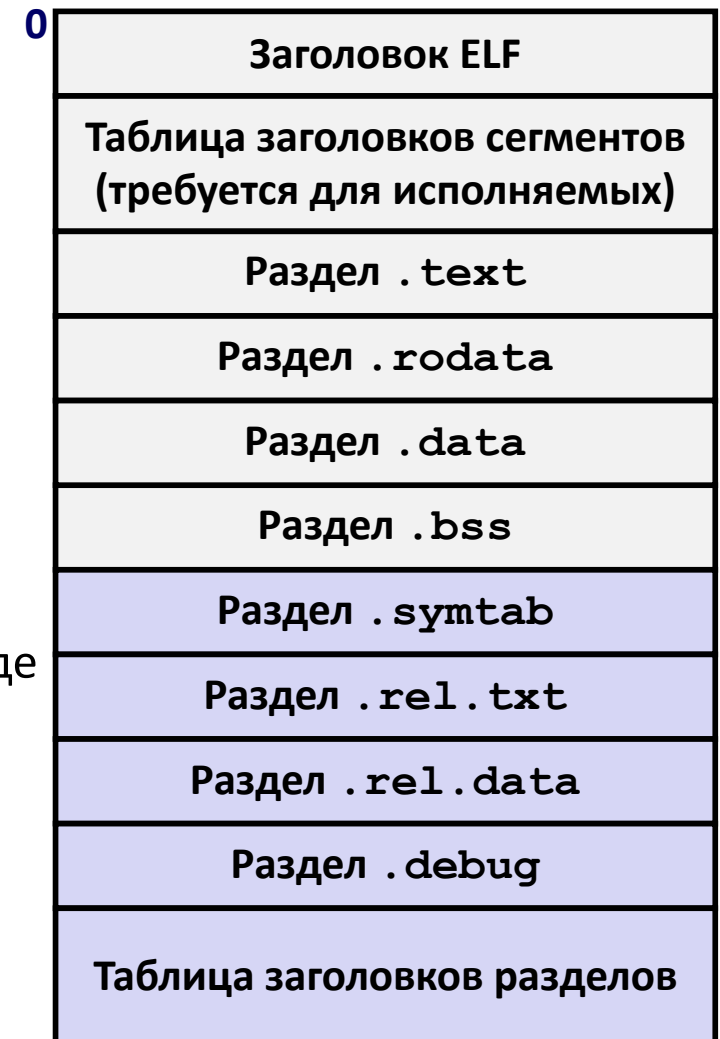 0
Заголовок ELF
Таблица заголовков сегментов
(требуется для исполняемых)
Раздел .text
Раздел .rodata
Раздел .data
Раздел .bss
Раздел .symtab
де
Раздел .rel.txt
Раздел .rel.data
Раздел .debug
Таблица заголовков разделов